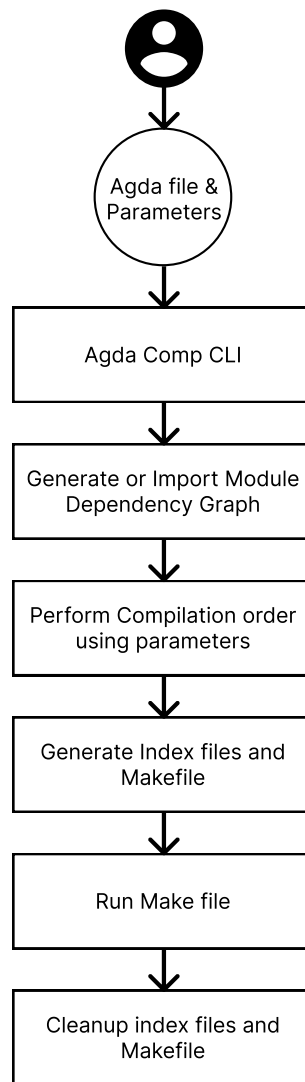 Agda file &
Parameters
Agda Comp CLI
Generate or Import Module
Dependency Graph
Perform Compilation order
using parameters
Generate Index files and
Makefile
Run Make file
Cleanup index files and
Makefile